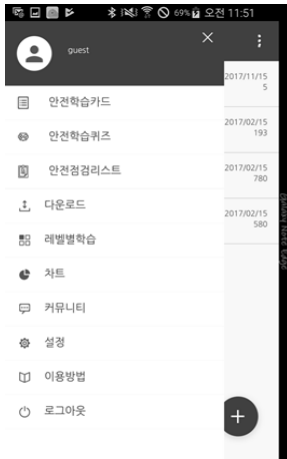 69% 오전 11:51
guest
2017/11/15
5
안전학습카드
2017/02/15
193
안전학습퀴즈
2017/02/15
780
안전점검리스트
2017/02/15
580
다운로드
레벨별학습
차트
커뮤니티
설정
이용방법
로그아웃